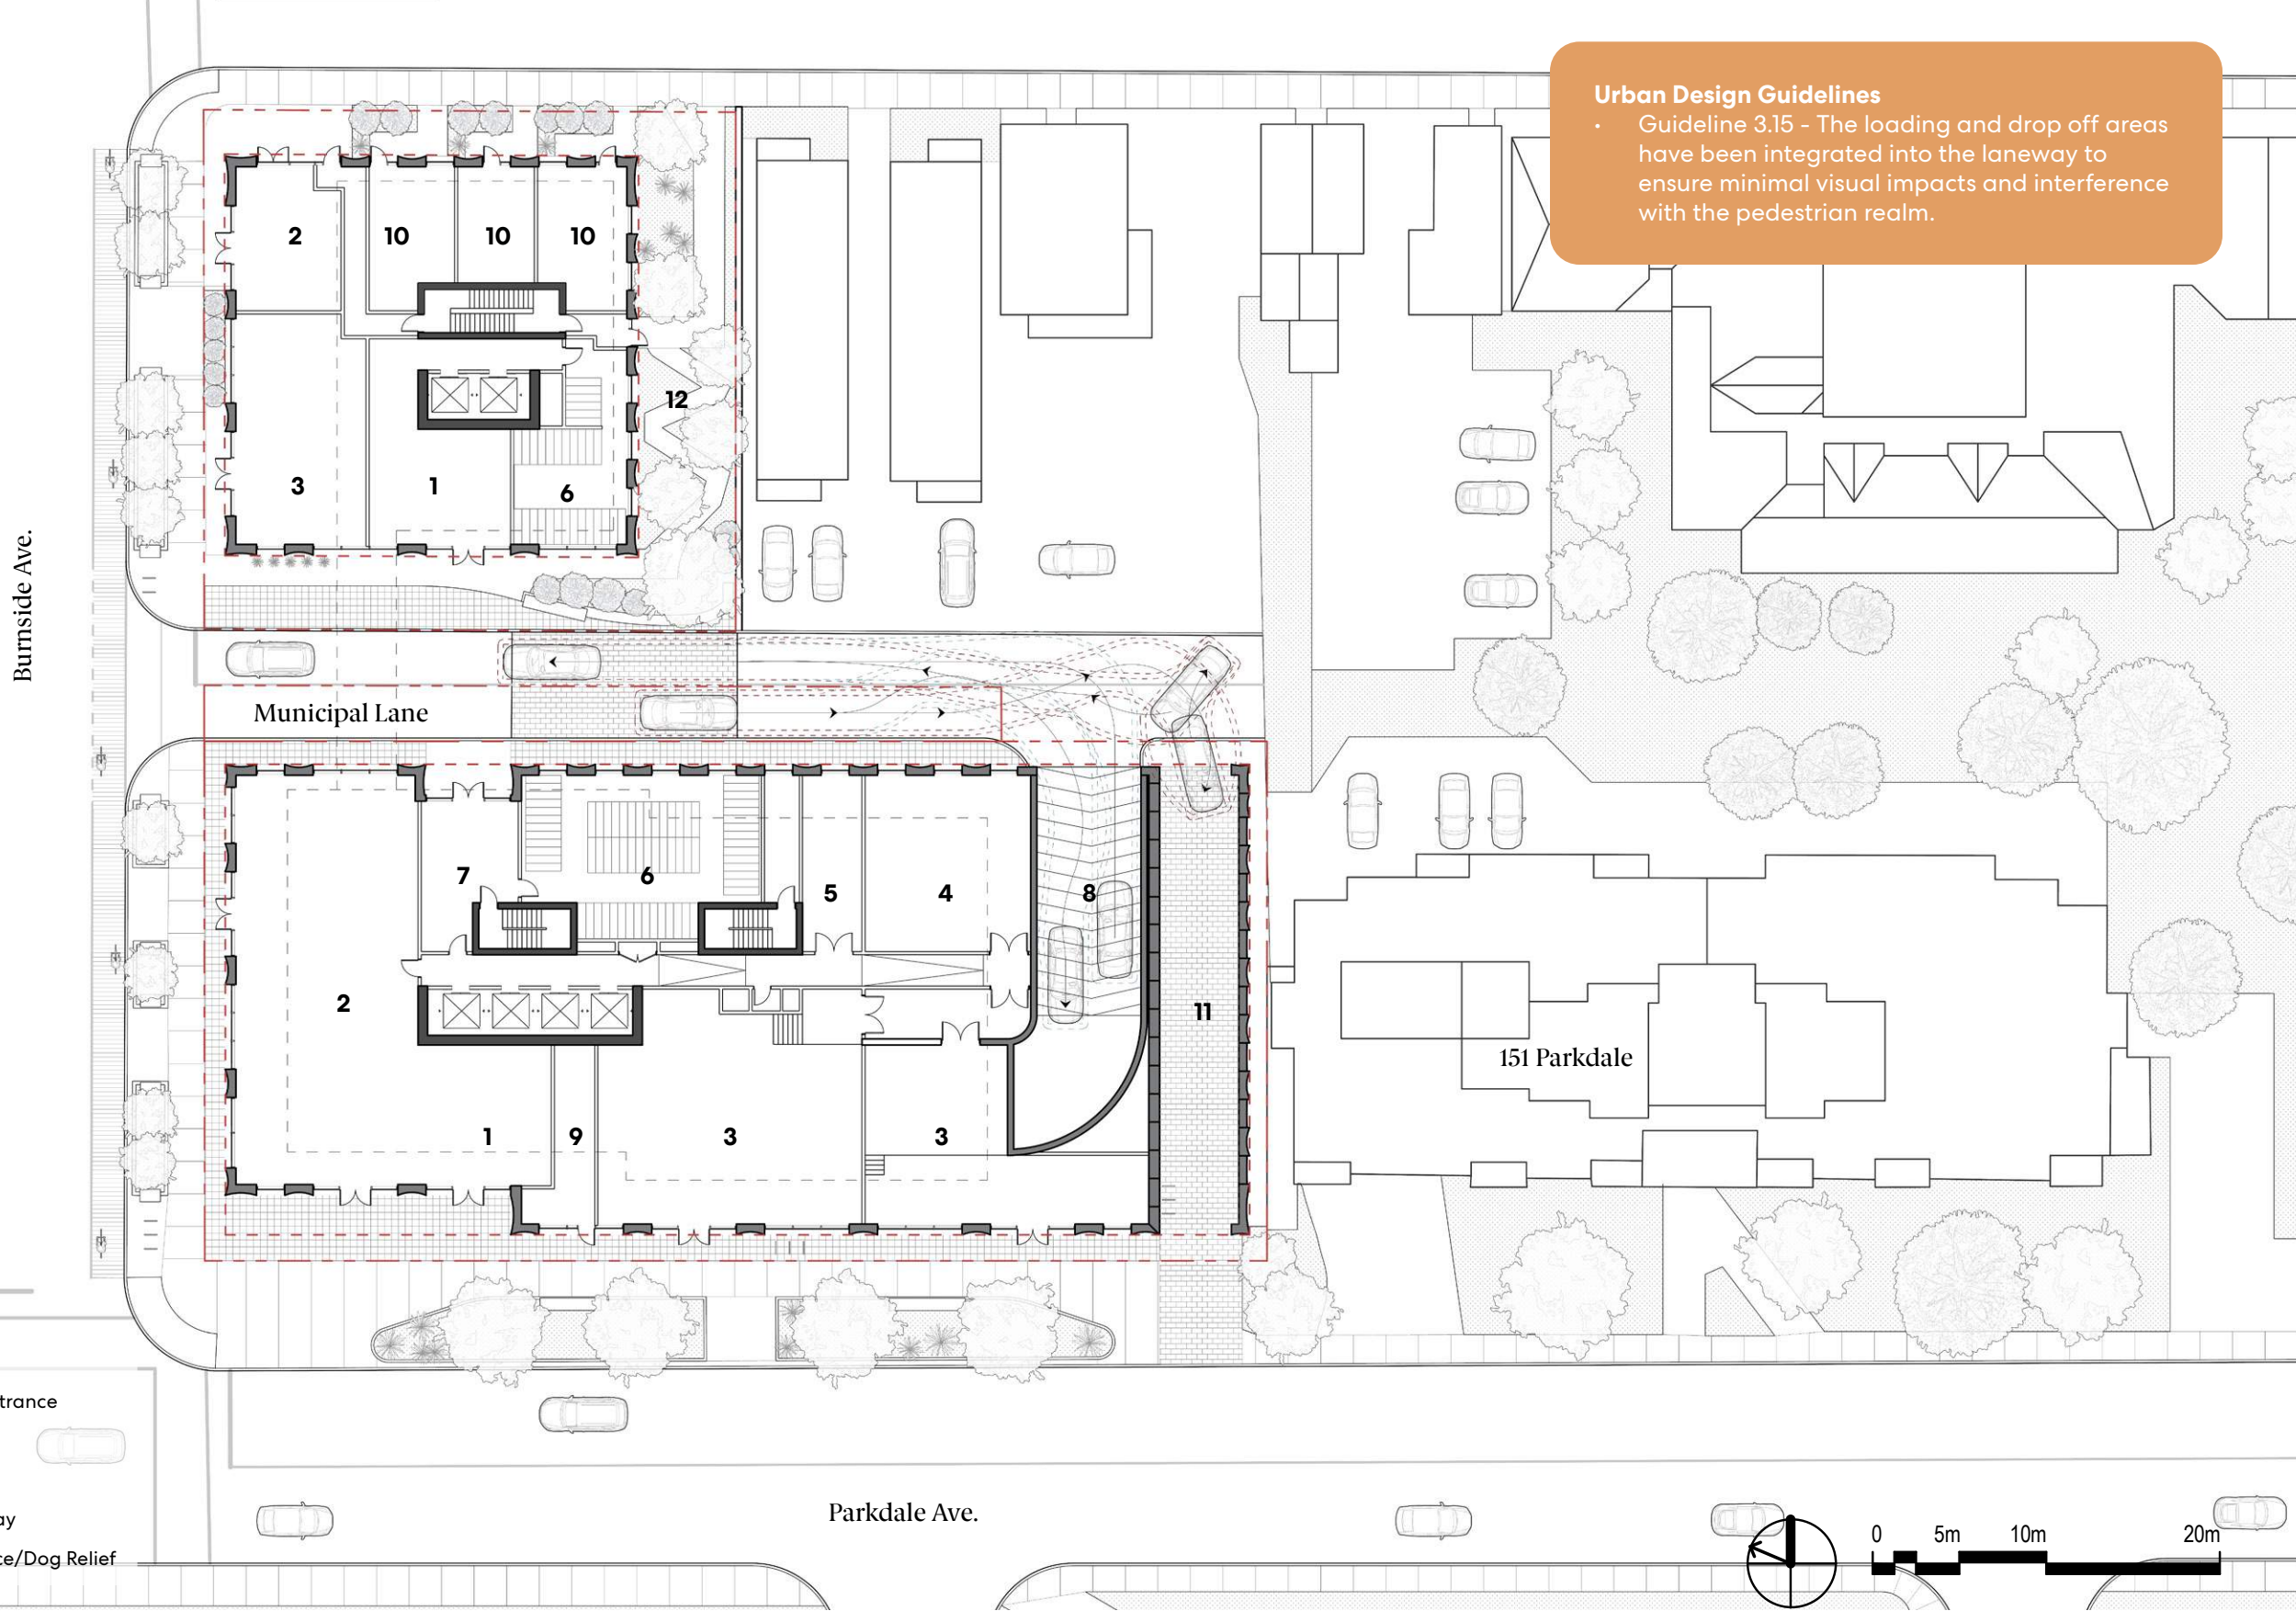 Urban Design Guidelines
• Guideline 3.15 - The loading and drop off areas
have been integrated into the laneway to
ensure minimal visual impacts and interference
with the pedestrian realm.
2
10
10
10
12
3
1
6
Burnside Ave.
Municipal Lane
7
6
5
4
8
2
11
151 Parkdale
1
9
3
3
trance
Parkdale Ave.
ay
ce/Dog Relief
0 5m 10m 20m